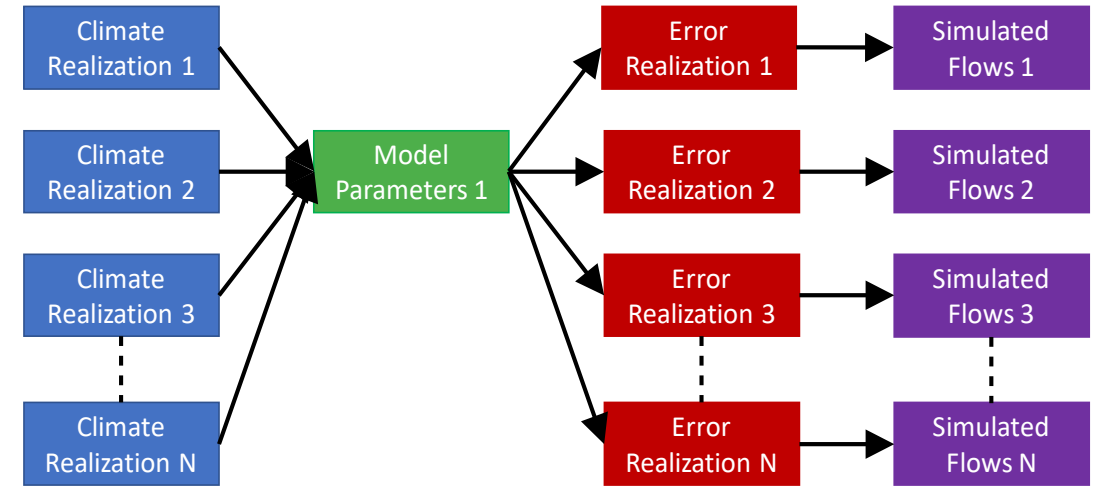 Climate
Realization 1
Error
Realization 1
Simulated
Flows 1
Climate
Realization 2
Model
Parameters 1
Error
Realization 2
Simulated
Flows 2
Climate
Realization 3
Error
Realization 3
Simulated
Flows 3
Climate
Realization N
Error
Realization N
Simulated
Flows N